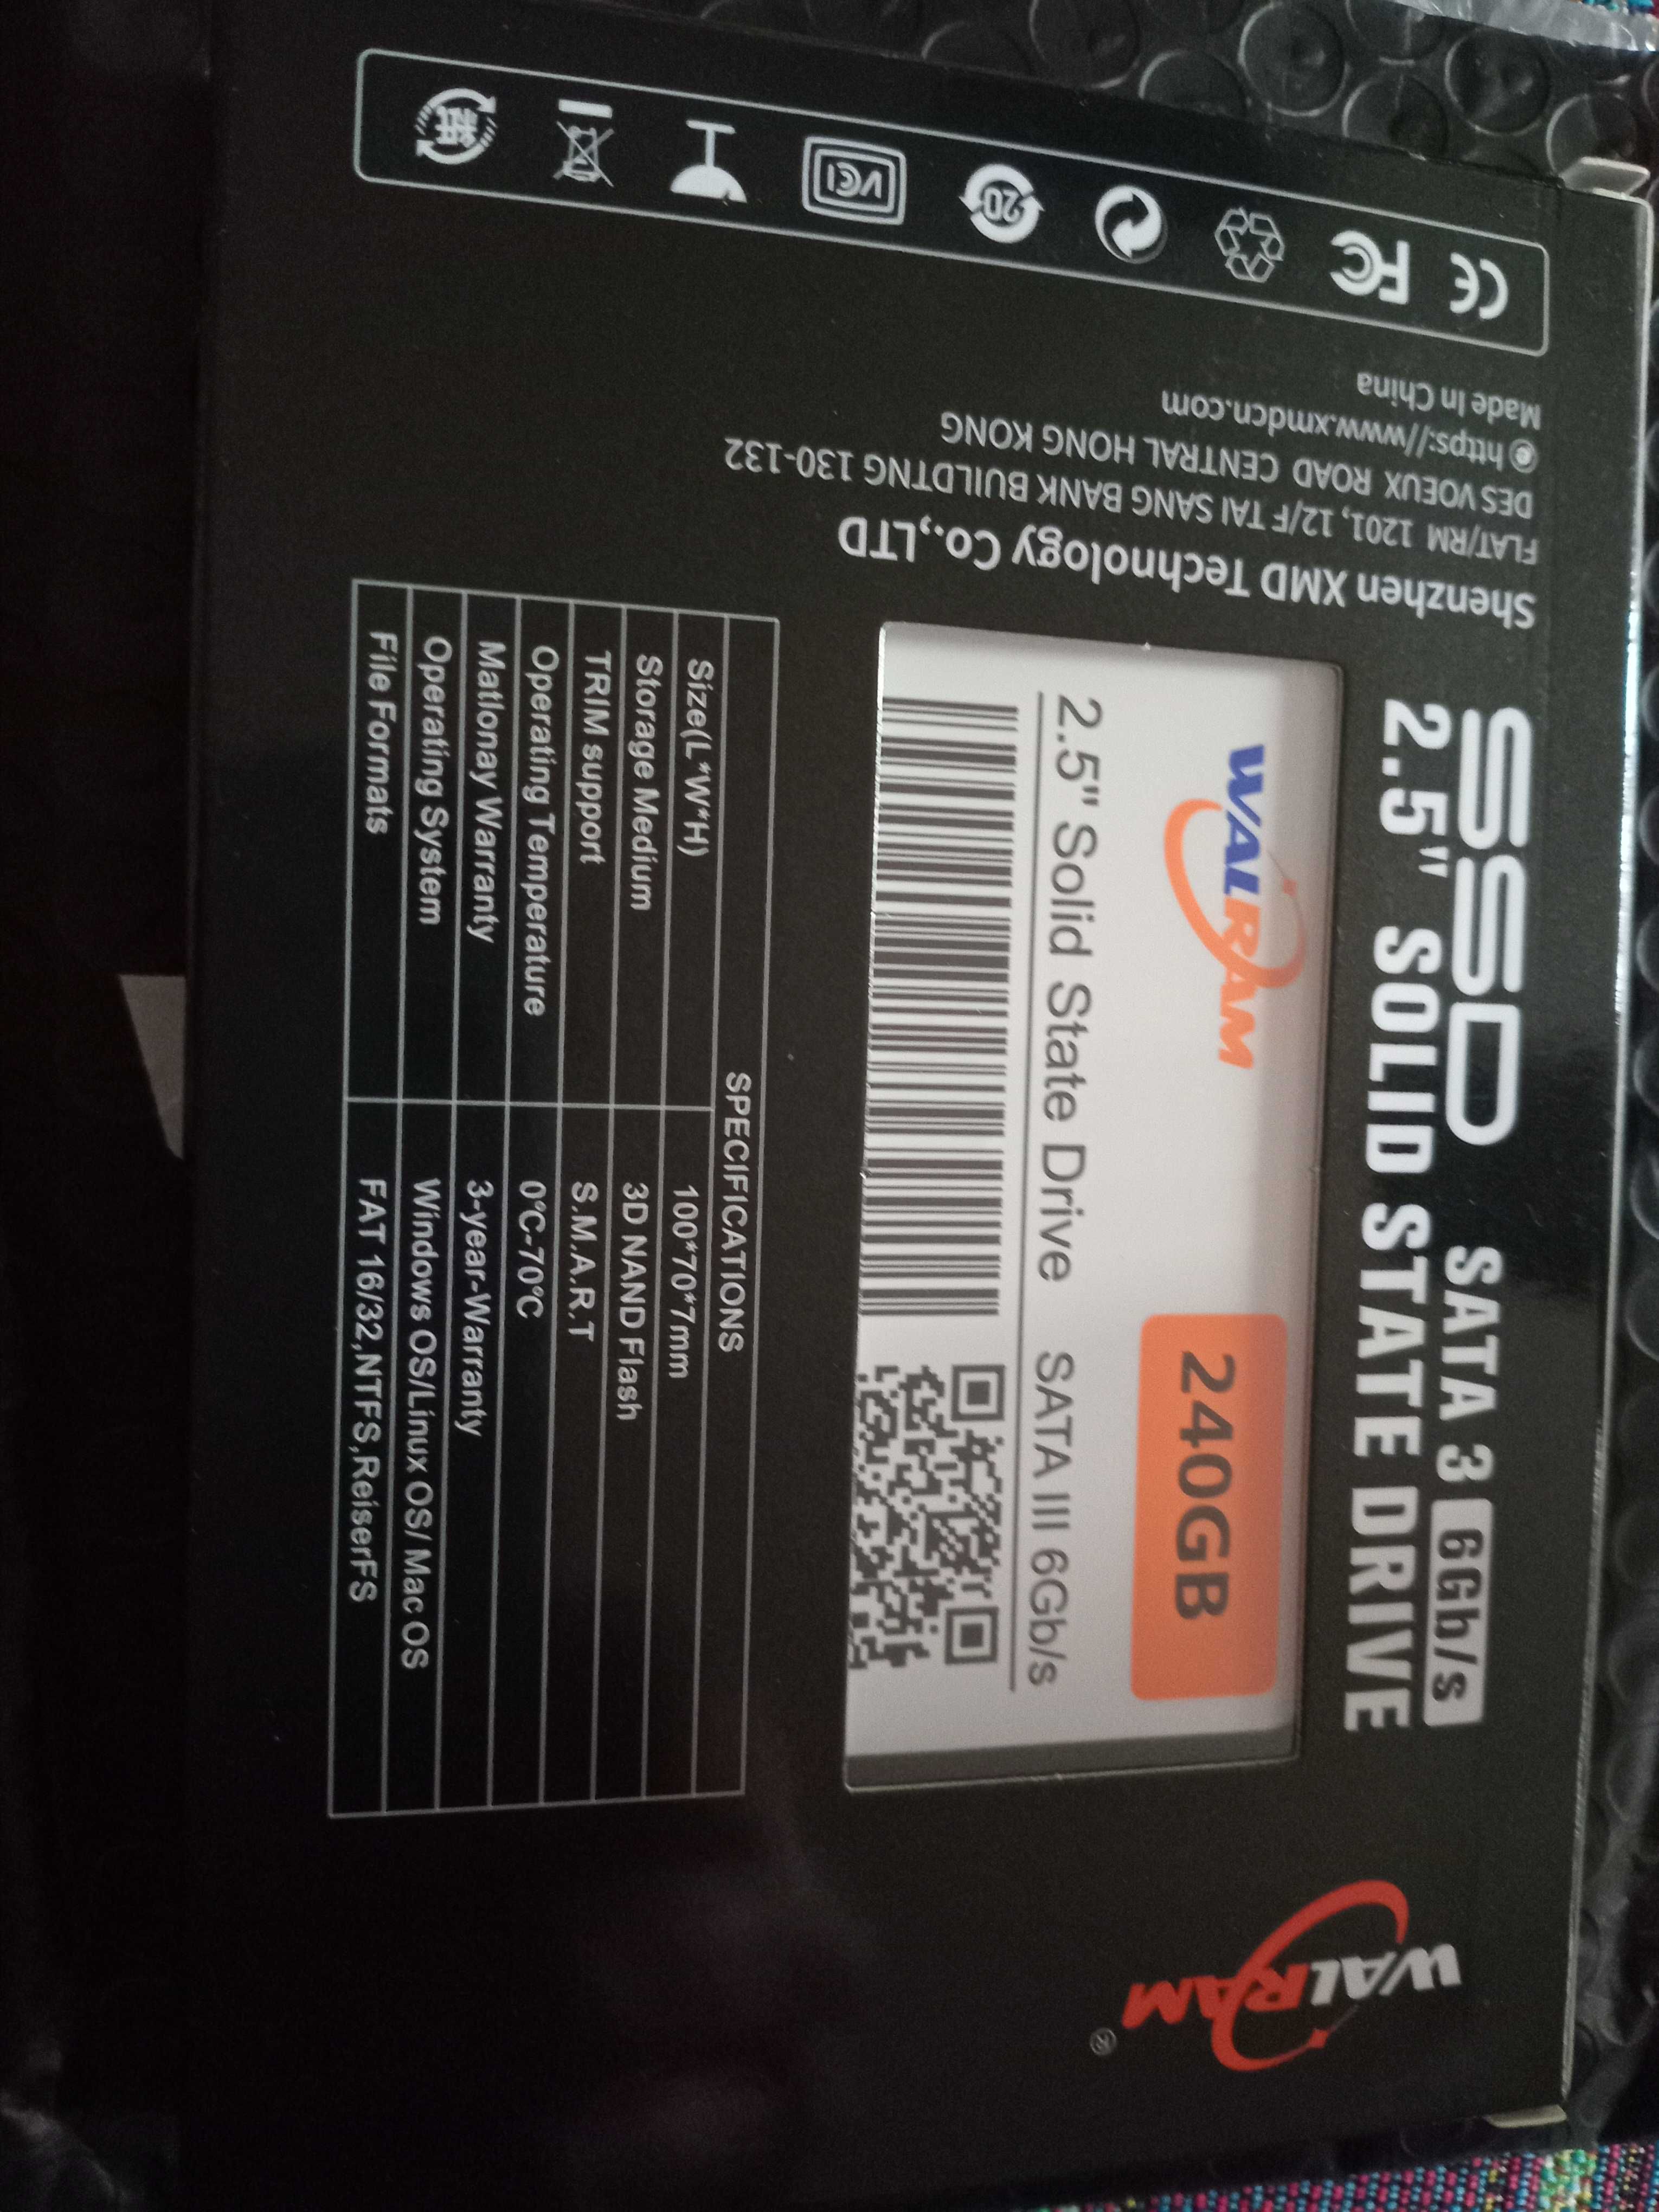 SSD SATA 3 6Gb/s
2.5" SOLID STATE DRIVE
WALRAM
240GB
2.5" Solid State Drive SATA III 6Gb/s
SPECIFICATIONS
Size(L*W*H) 100*70*7mm
Storage Medium 3D NAND Flash
TRIM support S.M.A.R.T
Operating Temperature 0℃-70℃
Matlonay Warranty 3-year-Warranty
Operating System Windows OS/Linux OS/ Mac OS
File Formats FAT 16/32,NTFS,ReiserFS
WALRAM®
Shenzhen XMD Technology Co.,LTD
FLAT/RM 1201, 12/F TAI SANG BANK BUILDTNG 130-132
DES VOEUX ROAD CENTRAL HONG KONG
https://www.xmdcn.com
Made In China
CE FC 20 VCI